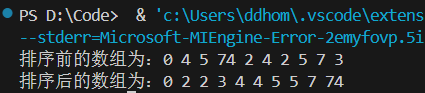 PS D:\Code>  & 'c:\Users\ddhom\.vscode\extens
--stderr=Microsoft-MIEngine-Error-2emyfovp.5i
排序前的数组为：0 4 5 74 2 4 2 5 7 3
排序后的数组为：0 2 2 3 4 4 5 5 7 74